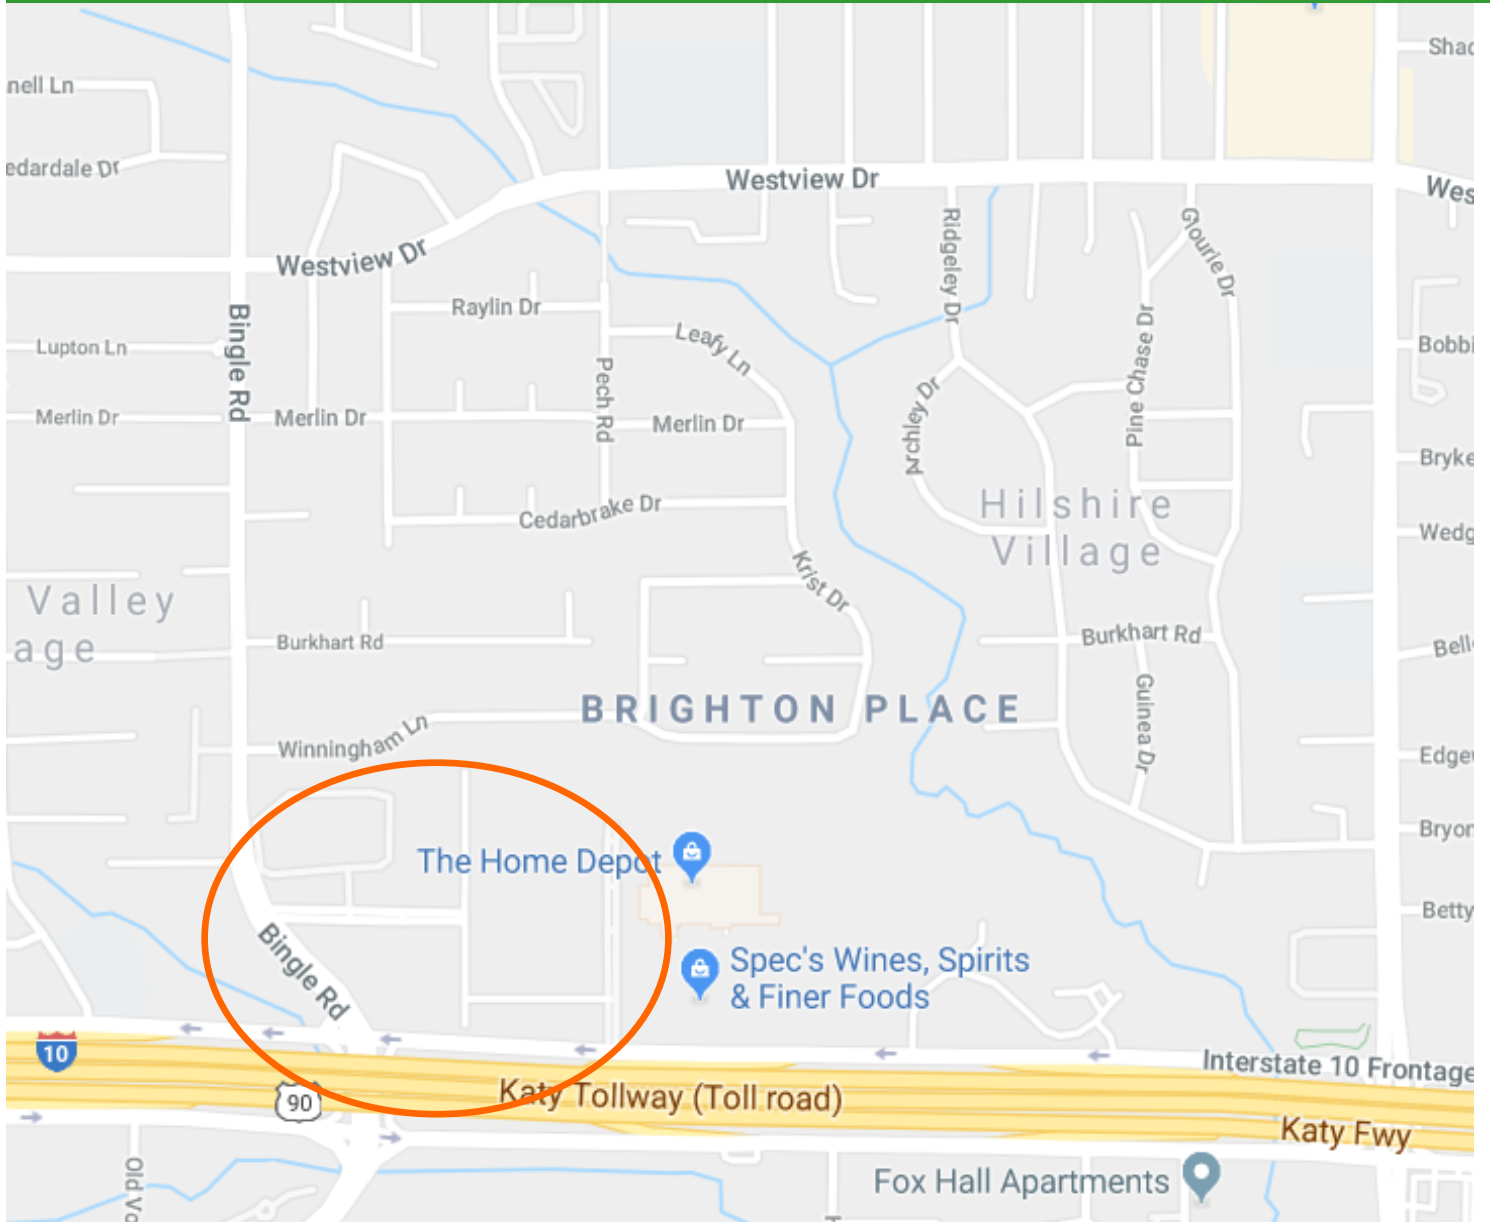 Shad
nell Ln
edardale Dr
Westview Dr
Wes
Westview Dr
Ridgeley Dr
Glourie Dr
Raylin Dr
Bingle Rd
Lupton Ln
Leafy Ln
Pech Rd
Pine Chase Dr
Bobbi
Merlin Dr
Merlin Dr
Merlin Dr
Archley Dr
Bryke
Cedarbrake Dr
Hilshire
Village
Wedg
Krist Dr
Valley
age
Burkhart Rd
Burkhart Rd
Bell
Guinea Dr
BRIGHTON PLACE
Winningham Ln
Edge
The Home Depot
Bryon
Betty
Bingle Rd
Spec's Wines, Spirits
& Finer Foods
10
Interstate 10 Frontage
90
Katy Tollway (Toll road)
Katy Fwy
Old Vo
Fox Hall Apartments